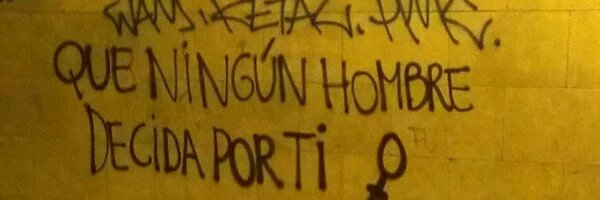 QUE NINGÚN HOMBRE
DECIDA POR TI